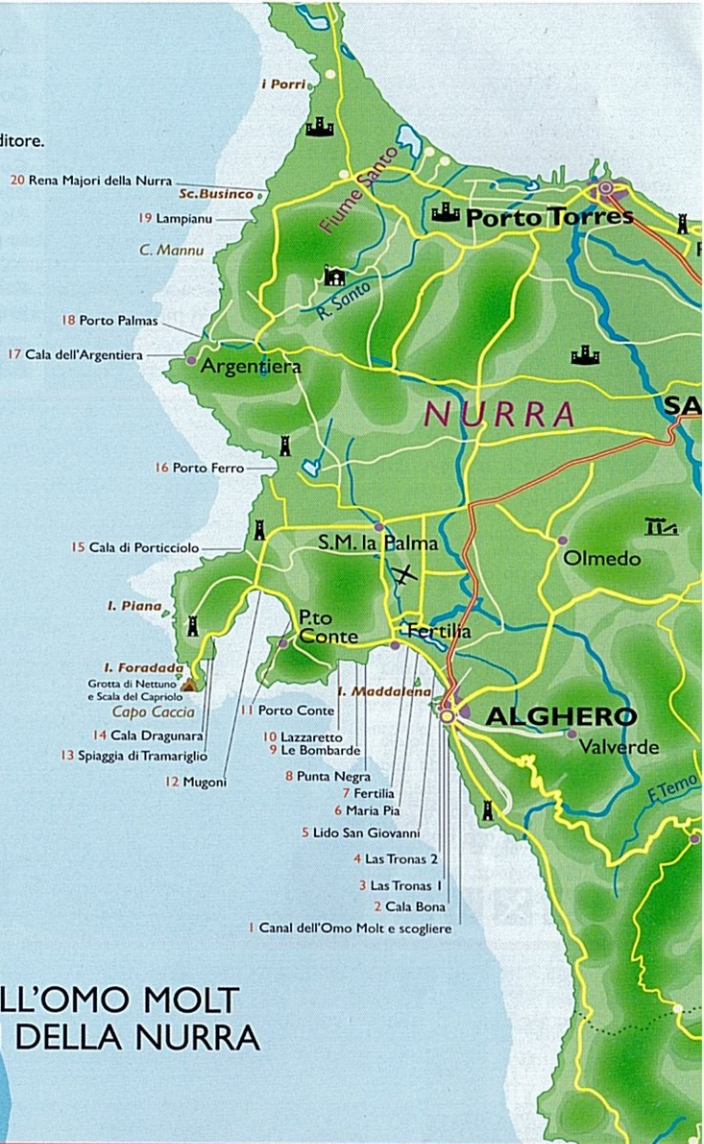 i Porri
ditore.
20 Rena Majori della Nurra
Sc.Businco
Fiume Santo
19 Lampianu
Porto Torres
C. Mannu
R. Santo
18 Porto Palmas
17 Cala dell'Argentiera
Argentiera
NURRA
SA
16 Porto Ferro
S.M. la Palma
15 Cala di Porticciolo
Olmedo
I. Piana
P.to
Conte
Fertilia
I. Foradada
Grotta di Nettuno
e Scala del Capriolo
Capo Caccia
I. Maddalena
11 Porto Conte
ALGHERO
14 Cala Dragunara
10 Lazzaretto
Valverde
13 Spiaggia di Tramariglio
9 Le Bombarde
12 Mugoni
8 Punta Negra
7 Fertilia
F. Temo
6 Maria Pia
5 Lido San Giovanni
4 Las Tronas 2
3 Las Tronas 1
2 Cala Bona
1 Canal dell'Omo Molt e scogliere
LL'OMO MOLT
DELLA NURRA